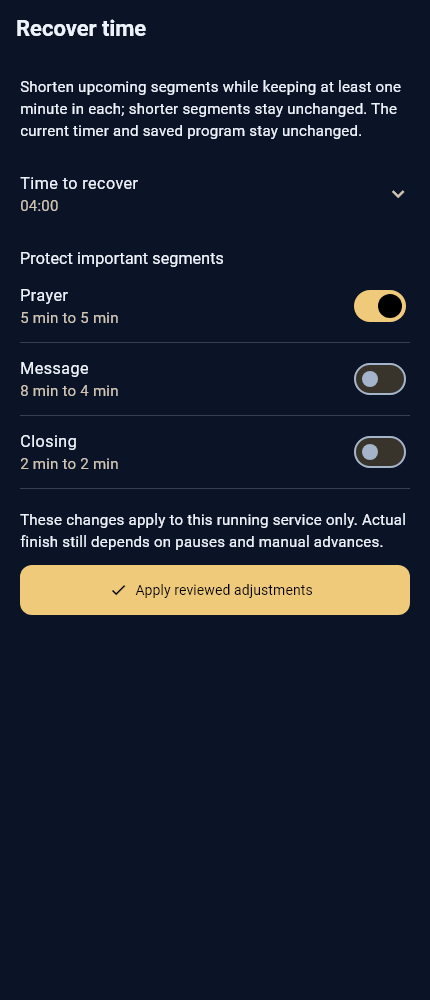 Recover time
Shorten upcoming segments while keeping at least one
minute in each; shorter segments stay unchanged. The
current timer and saved program stay unchanged.
Time to recover
04:00
Protect important segments
Prayer
5 min to 5 min
Message
8 min to 4 min
Closing
2 min to 2 min
These changes apply to this running service only. Actual
finish still depends on pauses and manual advances.
Apply reviewed adjustments